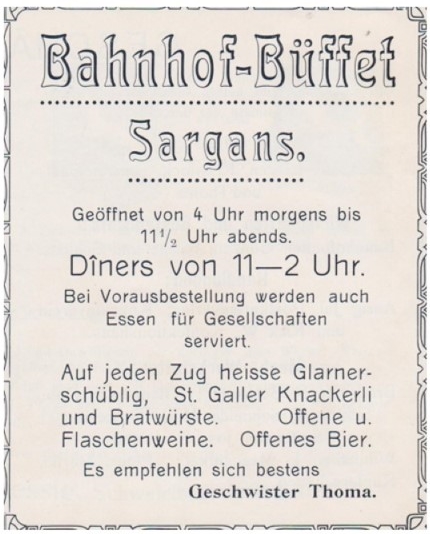 Bahnhof-Büffet
Sargans.
Geöffnet von 4 Uhr morgens bis
11½ Uhr abends.
Dîners von 11—2 Uhr.
Bei Vorausbestellung werden auch
Essen für Gesellschaften
serviert.
Auf jeden Zug heisse Glarner-
schüblig, St. Galler Knackerli
und Bratwürste. Offene u.
Flaschenweine. Offenes Bier.
Es empfehlen sich bestens
Geschwister Thoma.